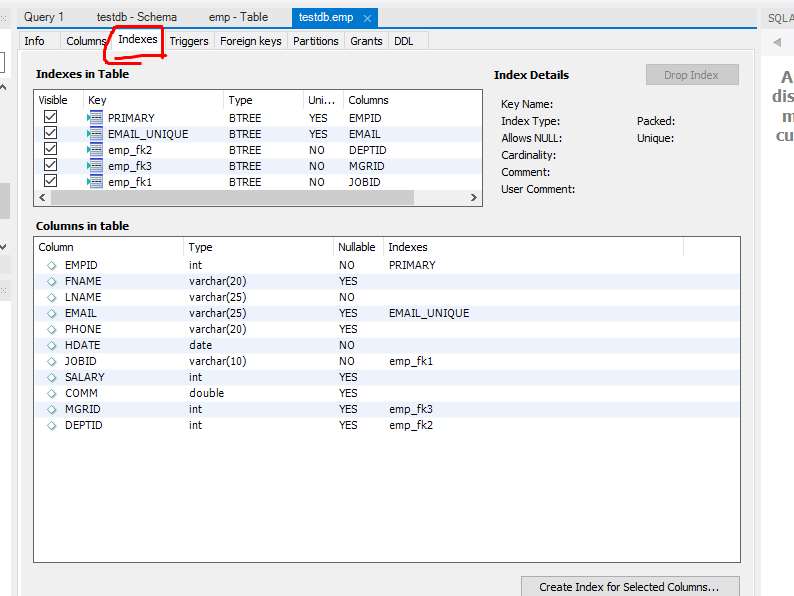 Query 1 testdb - Schema emp - Table testdb.emp SQLA
Info Columns Indexes Triggers Foreign keys Partitions Grants DDL
Indexes in Table
Visible Key Type Uni... Columns
PRIMARY BTREE YES EMPID
EMAIL_UNIQUE BTREE YES EMAIL
emp_fk2 BTREE NO DEPTID
emp_fk3 BTREE NO MGRID
emp_fk1 BTREE NO JOBID
Index Details Drop Index
Key Name:
Index Type: Packed:
Allows NULL: Unique:
Cardinality:
Comment:
User Comment:
Columns in table
Column Type Nullable Indexes
EMPID int NO PRIMARY
FNAME varchar(20) YES
LNAME varchar(25) NO
EMAIL varchar(25) YES EMAIL_UNIQUE
PHONE varchar(20) YES
HDATE date NO
JOBID varchar(10) NO emp_fk1
SALARY int YES
COMM double YES
MGRID int YES emp_fk3
DEPTID int YES emp_fk2
Create Index for Selected Columns...
A
dis
m
cu